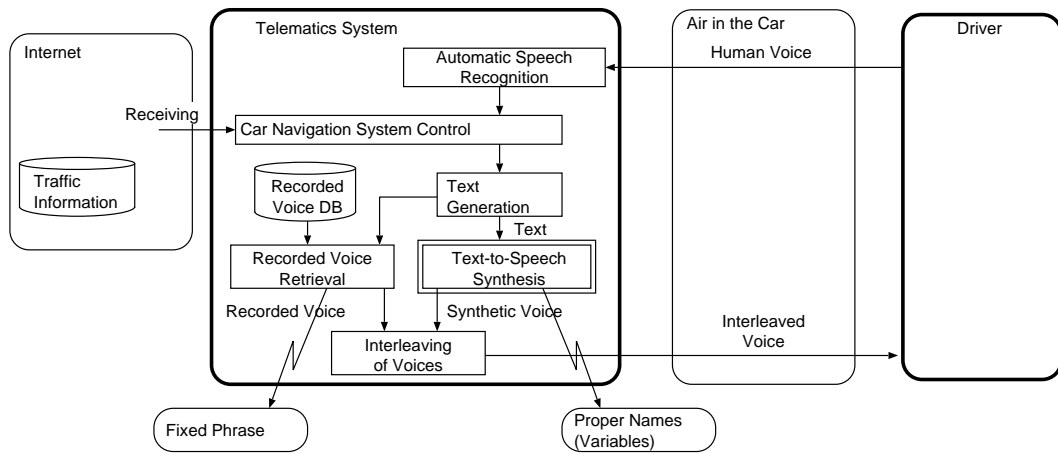 Internet
Telematics System
Air in the Car
Driver
Human Voice
Automatic Speech
Recognition
Receiving
Car Navigation System Control
Traffic
Information
Recorded
Voice DB
Text
Generation
Text
Recorded Voice
Retrieval
Text-to-Speech
Synthesis
Recorded Voice
Synthetic Voice
Interleaving
of Voices
Interleaved
Voice
Fixed Phrase
Proper Names
(Variables)